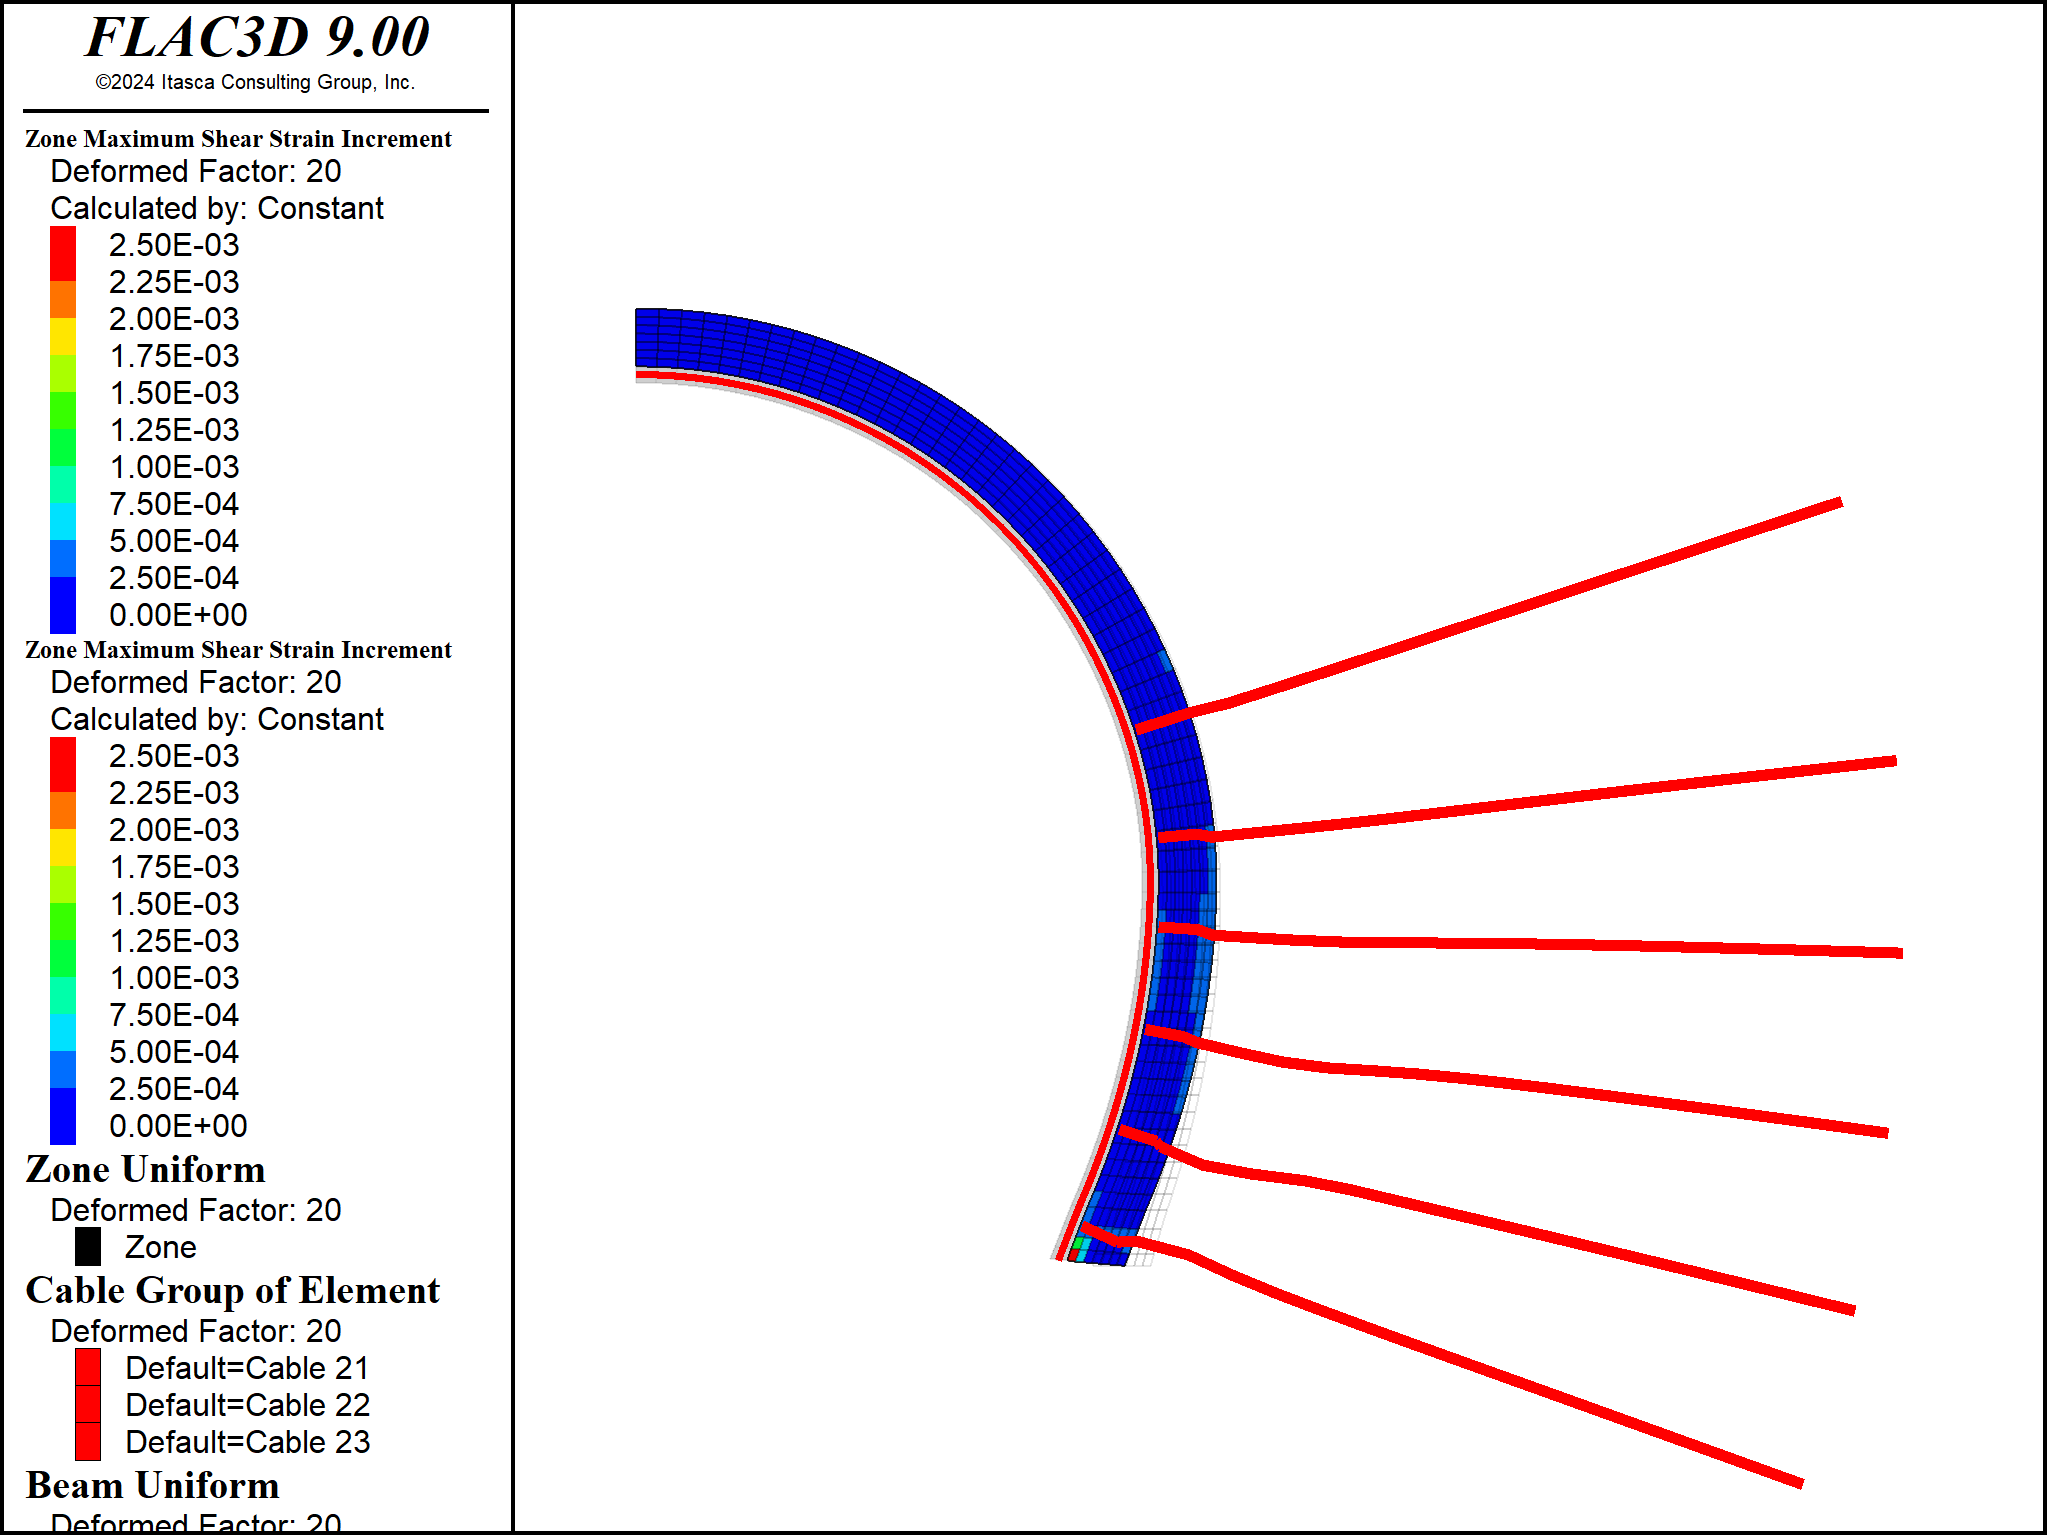 FLAC3D 9.00
©2024 Itasca Consulting Group, Inc.
Zone Maximum Shear Strain Increment
Deformed Factor: 20
Calculated by: Constant
2.50E-03
2.25E-03
2.00E-03
1.75E-03
1.50E-03
1.25E-03
1.00E-03
7.50E-04
5.00E-04
2.50E-04
0.00E+00
Zone Maximum Shear Strain Increment
Deformed Factor: 20
Calculated by: Constant
2.50E-03
2.25E-03
2.00E-03
1.75E-03
1.50E-03
1.25E-03
1.00E-03
7.50E-04
5.00E-04
2.50E-04
0.00E+00
Zone Uniform
Deformed Factor: 20
Zone
Cable Group of Element
Deformed Factor: 20
Default=Cable 21
Default=Cable 22
Default=Cable 23
Beam Uniform
Deformed Factor: 20